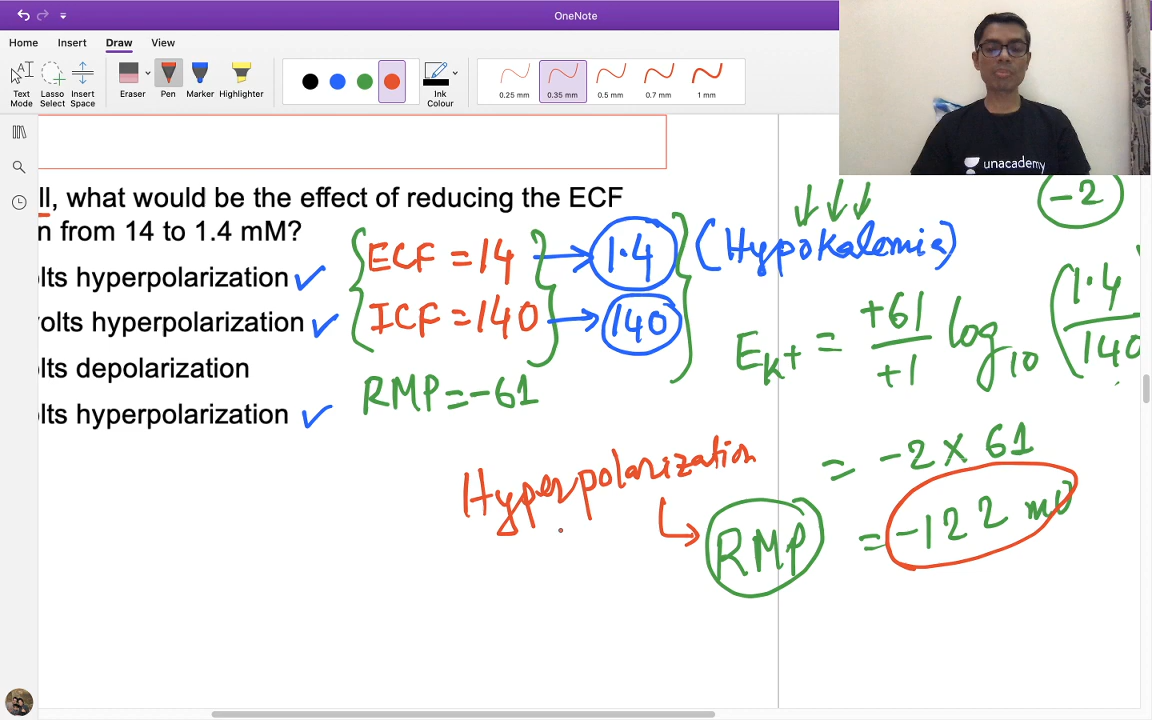 OneNote
Home Insert Draw View
Text Mode Lasso Select Insert Space Eraser Pen Marker Highlighter Ink Colour 0.25 mm 0.35 mm 0.5 mm 0.7 mm 1 mm
unacademy
ll, what would be the effect of reducing the ECF
n from 14 to 1.4 mM?
lts hyperpolarization ✓
olts hyperpolarization ✓
lts depolarization
lts hyperpolarization ✓
{ECF = 14} → 1.4} (Hypokalemia)
{ICF = 140} → 140}
RMP = -61
↓↓↓
-2
EK+ = +61/+1 log10 (1.4/140
= -2 x 61
= -122 mV
Hyperpolarization
↳ RMP